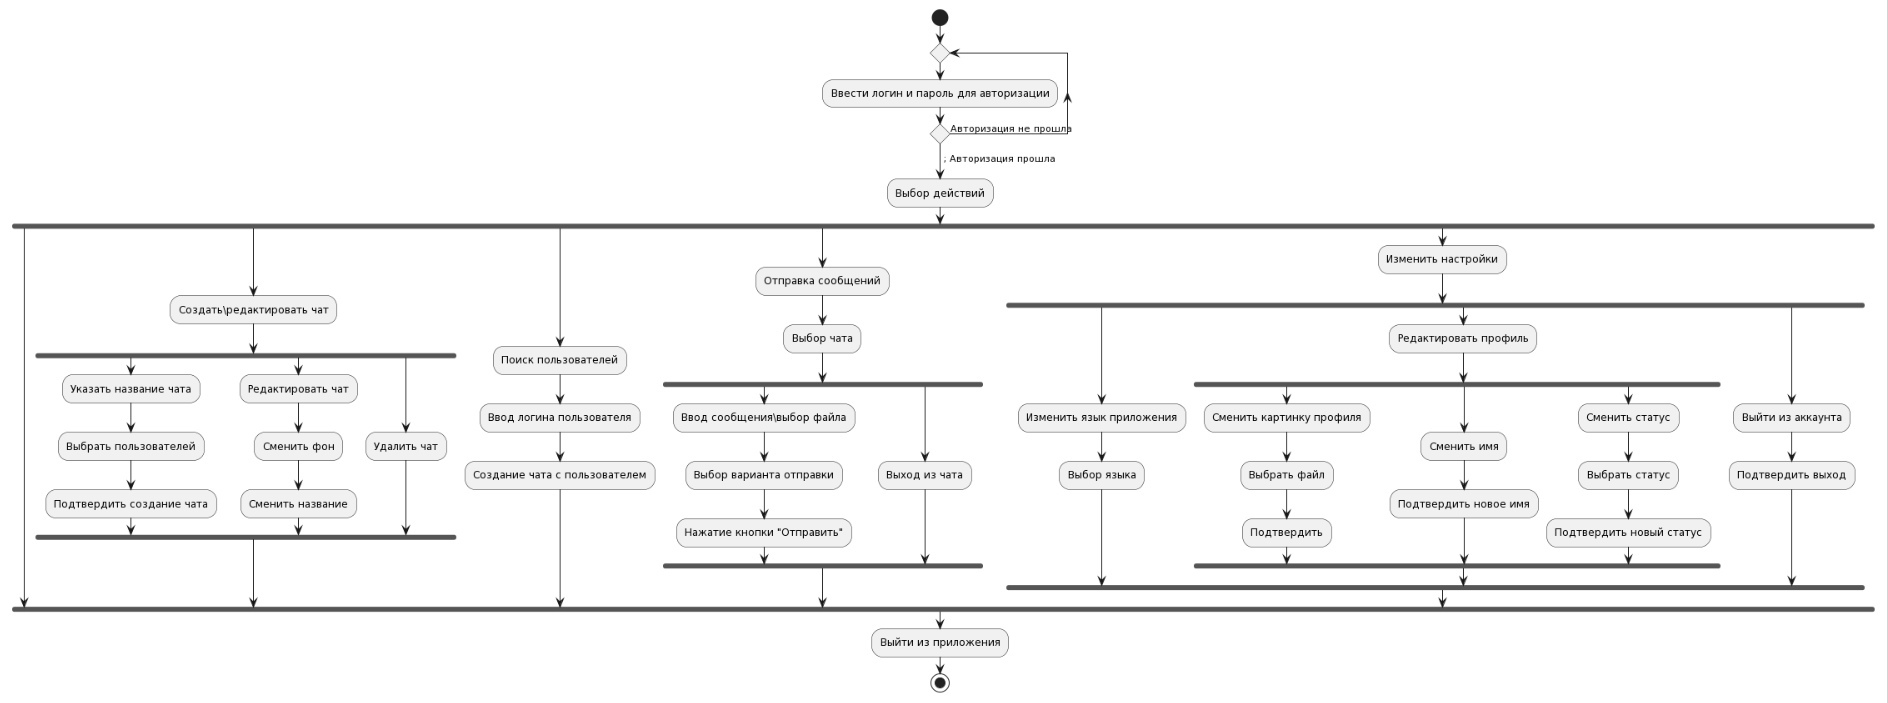 Ввести логин и пароль для авторизации
Авторизация не прошла
; Авторизация прошла
Выбор действий
Создать\редактировать чат
Указать название чата
Выбрать пользователей
Подтвердить создание чата
Редактировать чат
Сменить фон
Сменить название
Удалить чат
Поиск пользователей
Ввод логина пользователя
Создание чата с пользователем
Отправка сообщений
Выбор чата
Ввод сообщения\выбор файла
Выбор варианта отправки
Нажатие кнопки "Отправить"
Выход из чата
Изменить настройки
Изменить язык приложения
Выбор языка
Редактировать профиль
Сменить картинку профиля
Выбрать файл
Подтвердить
Сменить имя
Подтвердить новое имя
Сменить статус
Выбрать статус
Подтвердить новый статус
Выйти из аккаунта
Подтвердить выход
Выйти из приложения